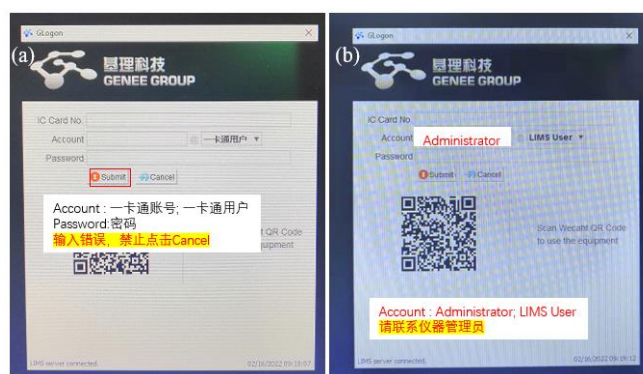 (a)
GLogon
基理科技
GENEE GROUP
IC Card No.
Account
一卡通用户
Password
Submit
Cancel
Account : 一卡通账号; 一卡通用户
Password:密码
输入错误，禁止点击Cancel
QR Code
equipment
LIMS server connected.
02/16/2022 09:19:07
(b)
GLogon
基理科技
GENEE GROUP
IC Card No.
Account
Administrator
LIMS User
Password
Submit
Cancel
Scan Wecaht QR Code
to use the equipment
Account : Administrator; LIMS User
请联系仪器管理员
LIMS server connected.
02/16/2022 09:19:12